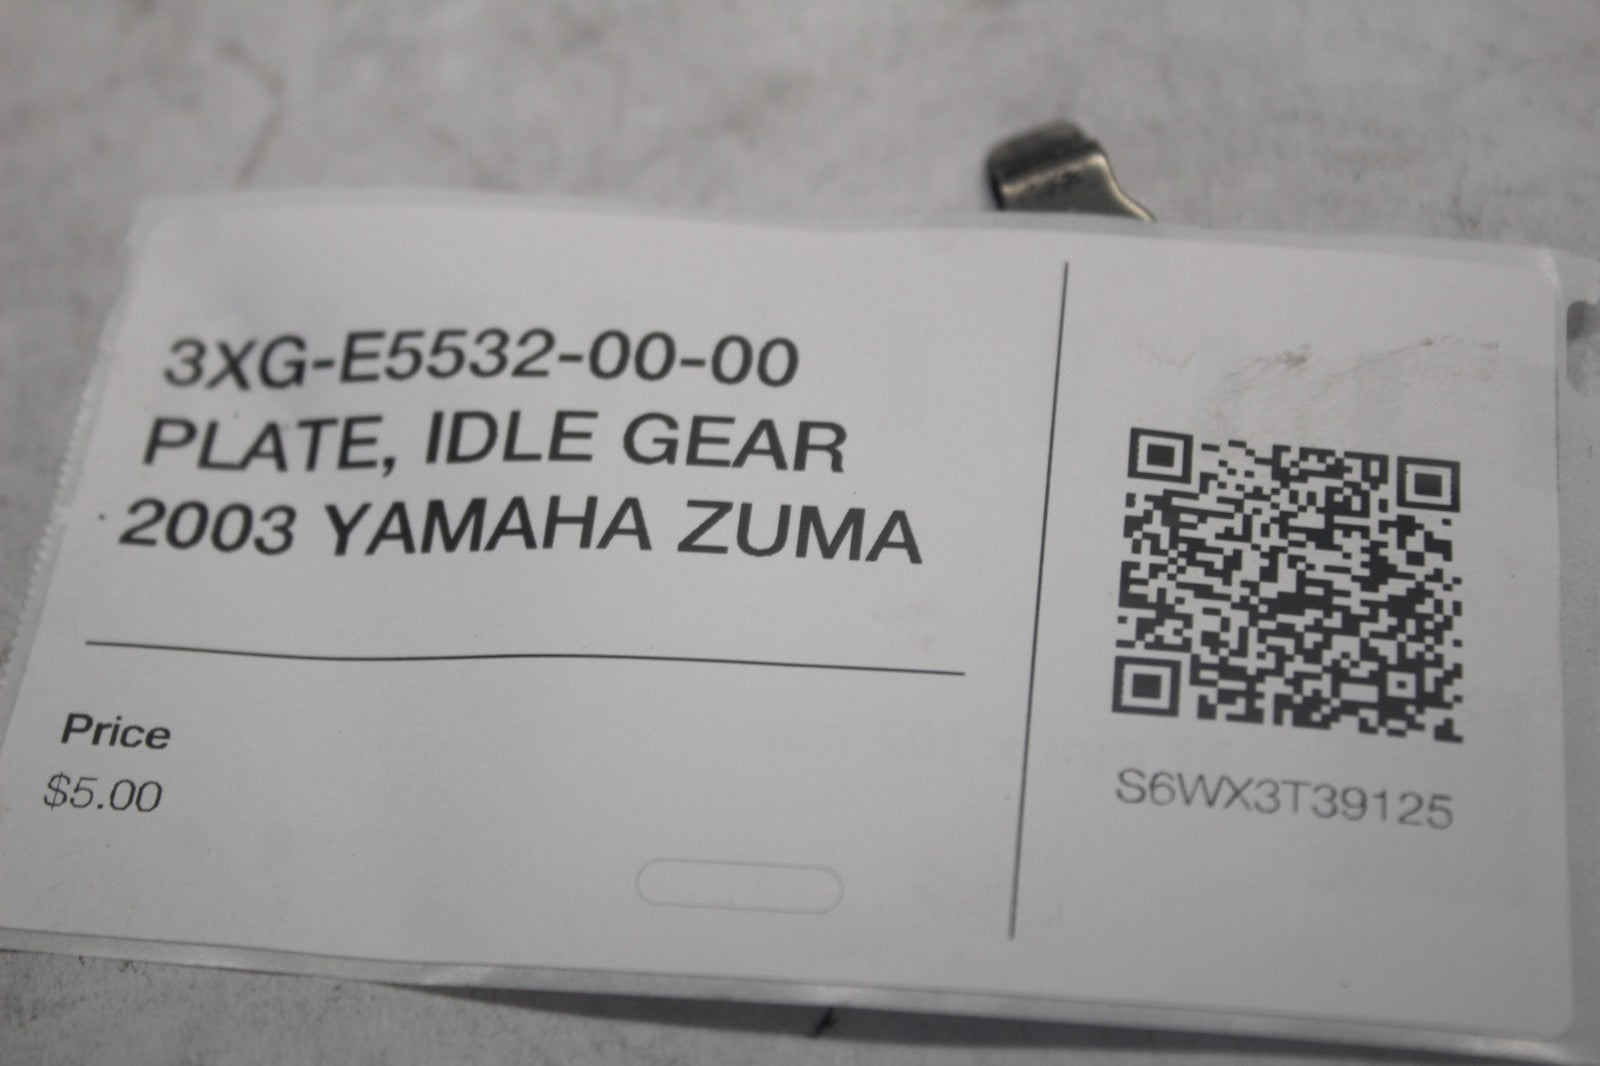 3XG-E5532-00-00
PLATE, IDLE GEAR
2003 YAMAHA ZUMA
Price
$5.00
S6WX3T39125